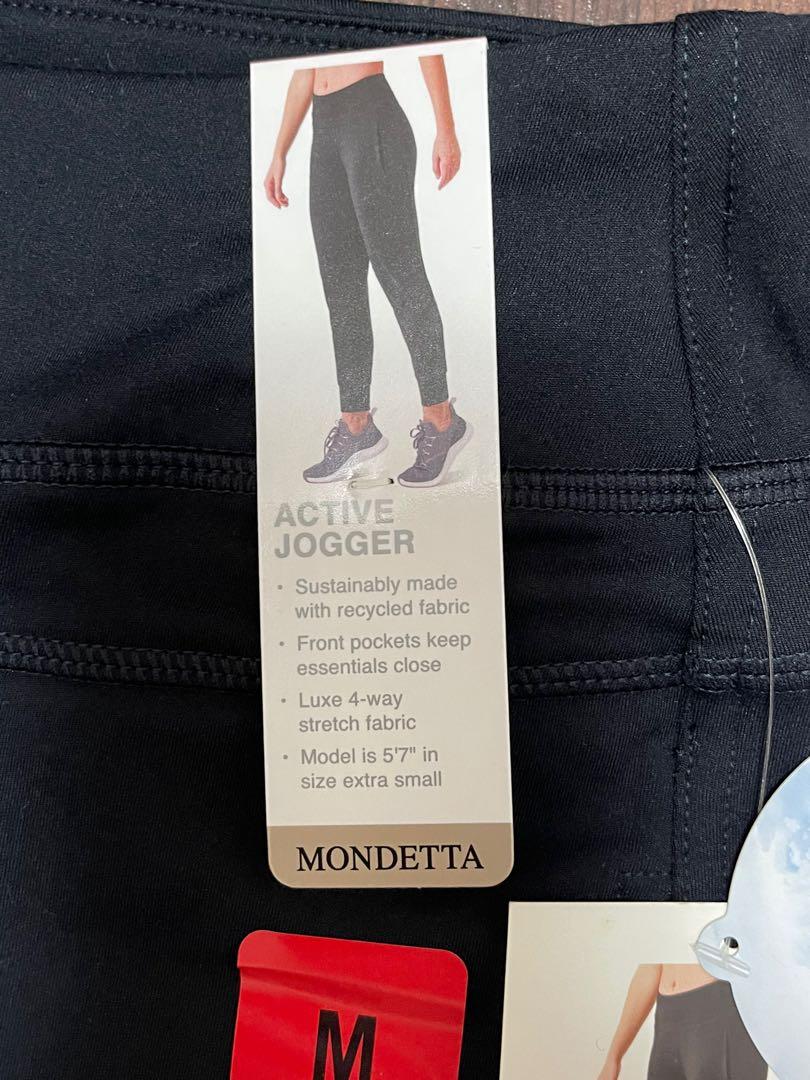 ACTIVE
JOGGER
• Sustainably made
with recycled fabric
• Front pockets keep
essentials close
• Luxe 4-way
stretch fabric
• Model is 5'7" in
size extra small
MONDETTA
M